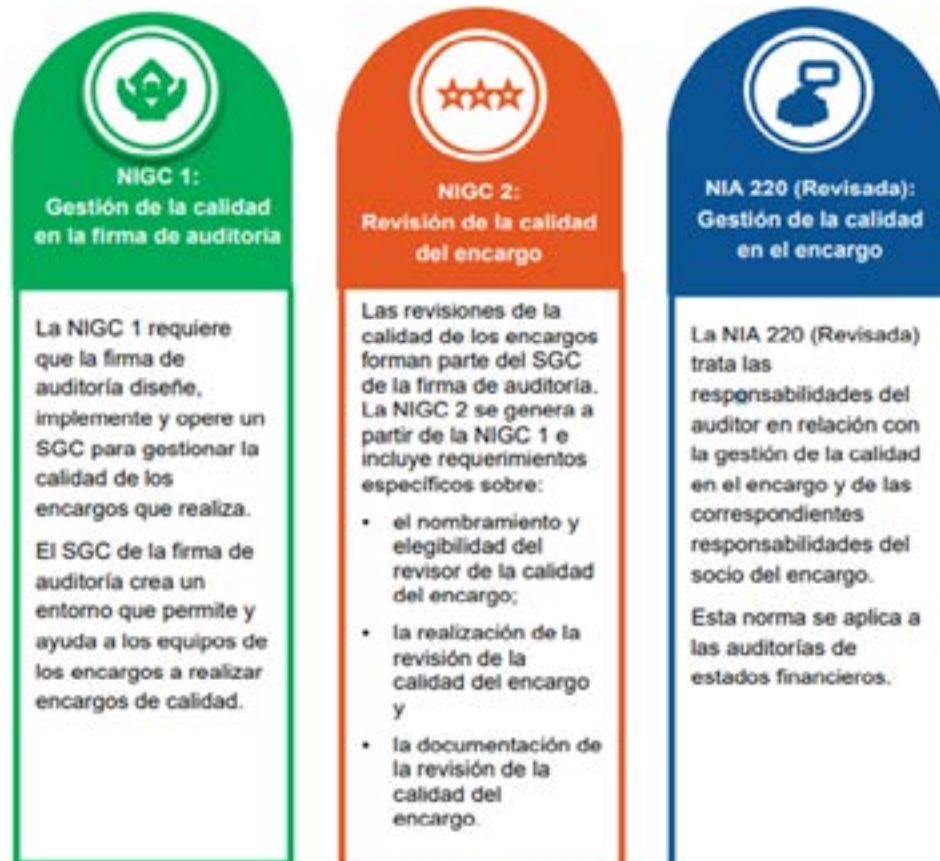 NIGC 1:
Gestión de la calidad
en la firma de auditoria
La NIGC 1 requiere
que la firma de
auditoría diseñe,
implemente y opere un
SGC para gestionar la
calidad de los
encargos que realiza.
El SGC de la firma de
auditoría crea un
entorno que permite y
ayuda a los equipos de
los encargos a realizar
encargos de calidad.
NIGC 2:
Revisión de la calidad
del encargo
Las revisiones de la
calidad de los encargos
forman parte del SGC
de la firma de auditoría.
La NIGC 2 se genera a
partir de la NIGC 1 e
incluye requerimientos
específicos sobre:
• el nombramiento y
elegibilidad del
revisor de la calidad
del encargo;
• la realización de la
revisión de la
calidad del encargo
y
• la documentación de
la revisión de la
calidad del
encargo.
NIA 220 (Revisada):
Gestión de la calidad
en el encargo
La NIA 220 (Revisada)
trata las
responsabilidades del
auditor en relación con
la gestión de la calidad
en el encargo y de las
correspondientes
responsabilidades del
socio del encargo.
Esta norma se aplica a
las auditorías de
estados financieros.